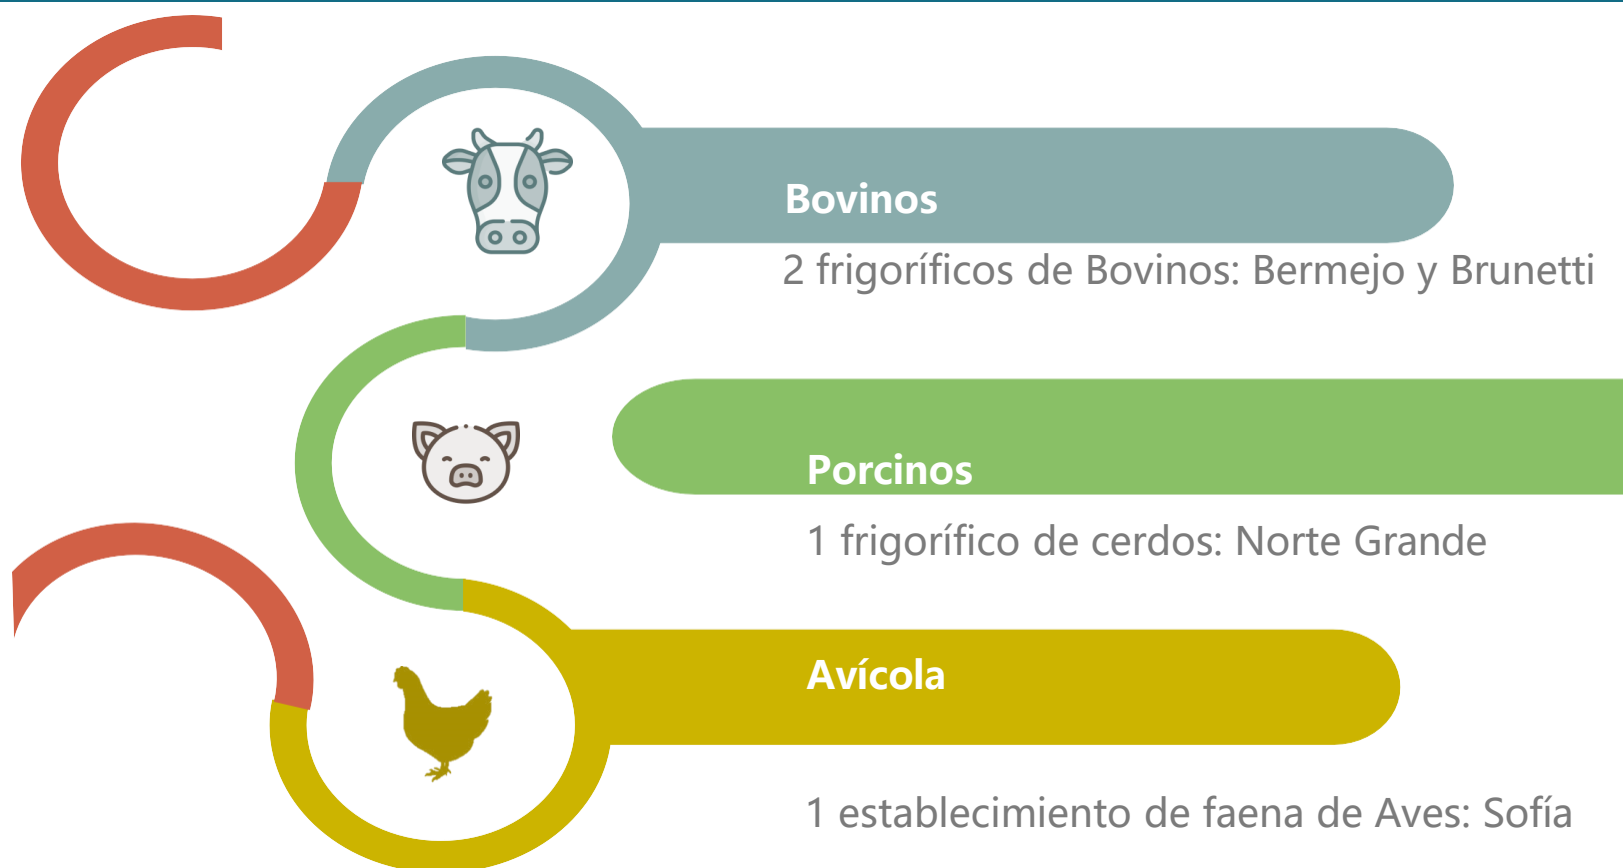 Bovinos
2 frigoríficos de Bovinos: Bermejo y Brunetti
Porcinos
1 frigorífico de cerdos: Norte Grande
Avícola
1 establecimiento de faena de Aves: Sofía